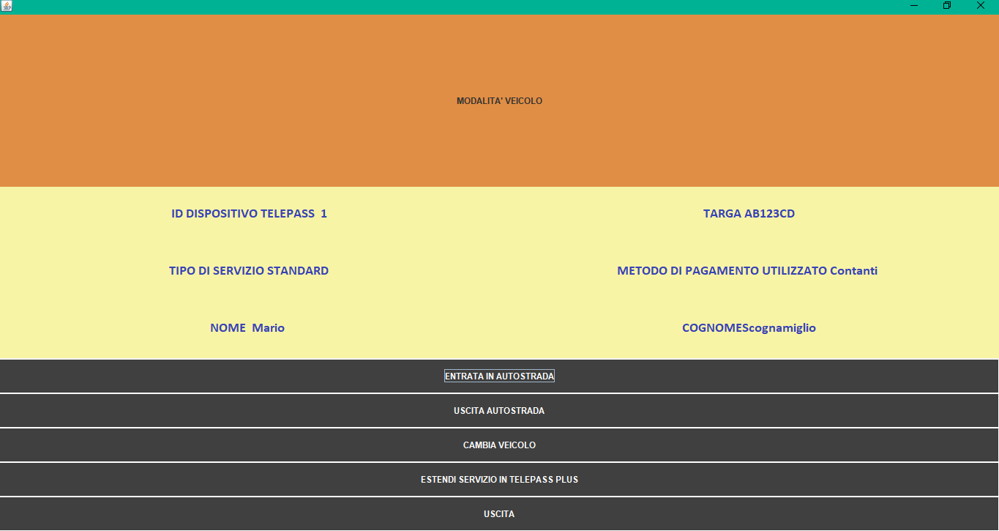 MODALITA' VEICOLO
ID DISPOSITIVO TELEPASS  1
TARGA AB123CD
TIPO DI SERVIZIO STANDARD
METODO DI PAGAMENTO UTILIZZATO Contanti
NOME  Mario
COGNOMEScognamiglio
ENTRATA IN AUTOSTRADA
USCITA AUTOSTRADA
CAMBIA VEICOLO
ESTENDI SERVIZIO IN TELEPASS PLUS
USCITA